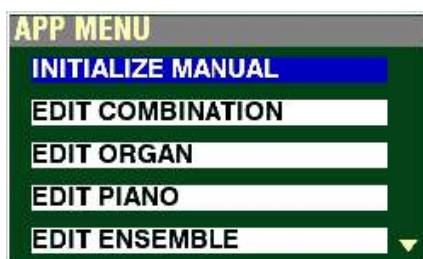 APP MENU
INITIALIZE MANUAL
EDIT COMBINATION
EDIT ORGAN
EDIT PIANO
EDIT ENSEMBLE